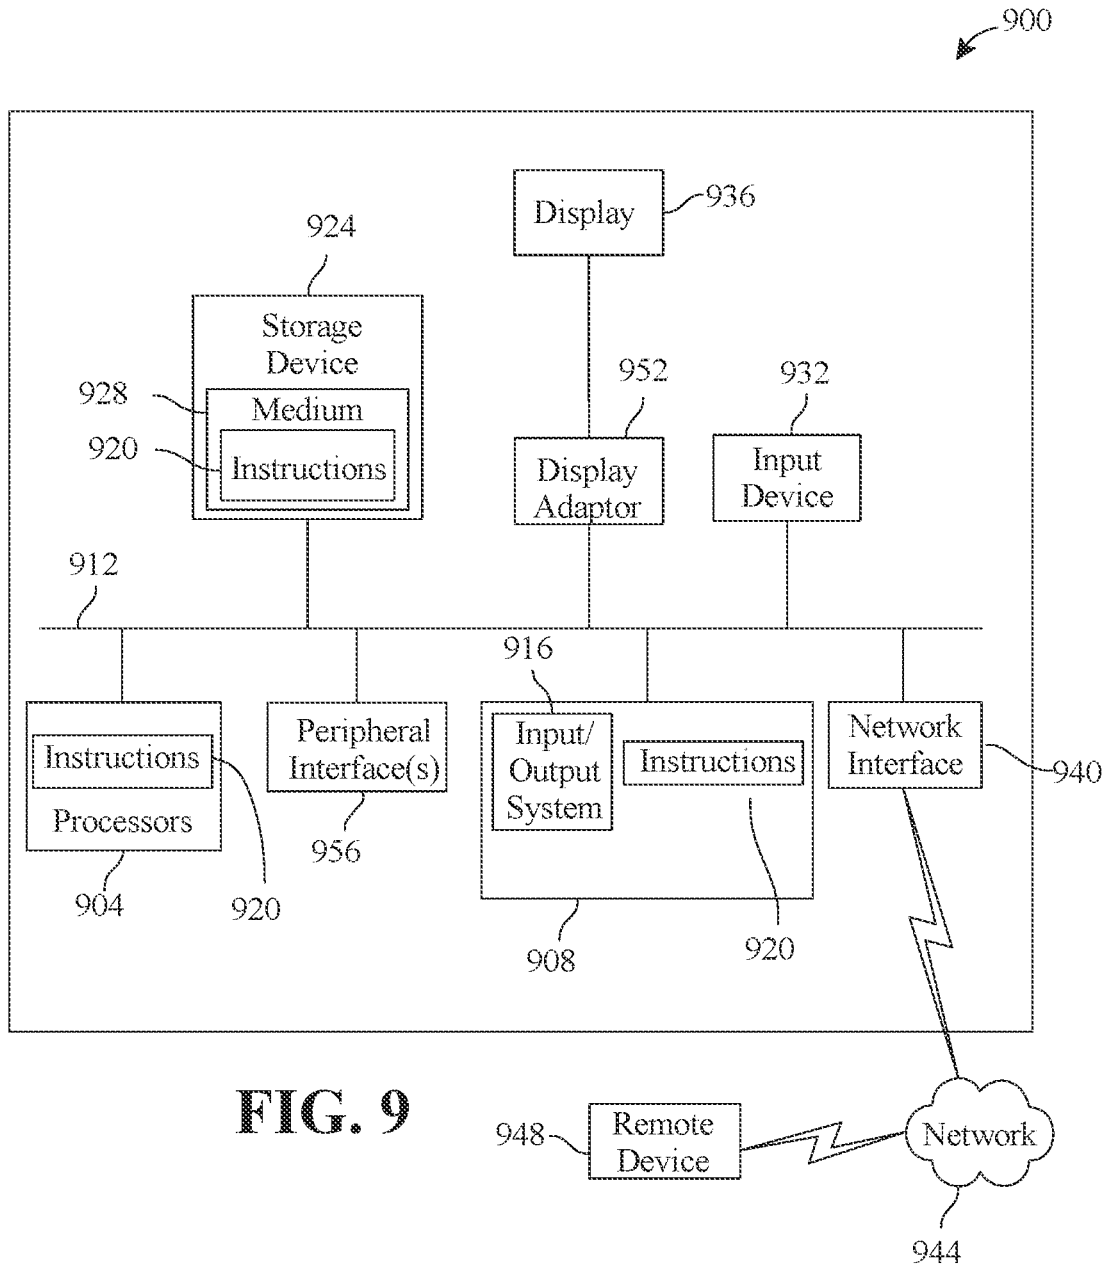 900
Display
936
924
Storage
Device
928
Medium
920
Instructions
952
Display
Adaptor
932
Input
Device
912
916
Instructions
Processors
904
920
Peripheral
Interface(s)
956
Input/
Output
System
Instructions
908
920
Network
Interface
940
FIG. 9
948
Remote
Device
Network
944